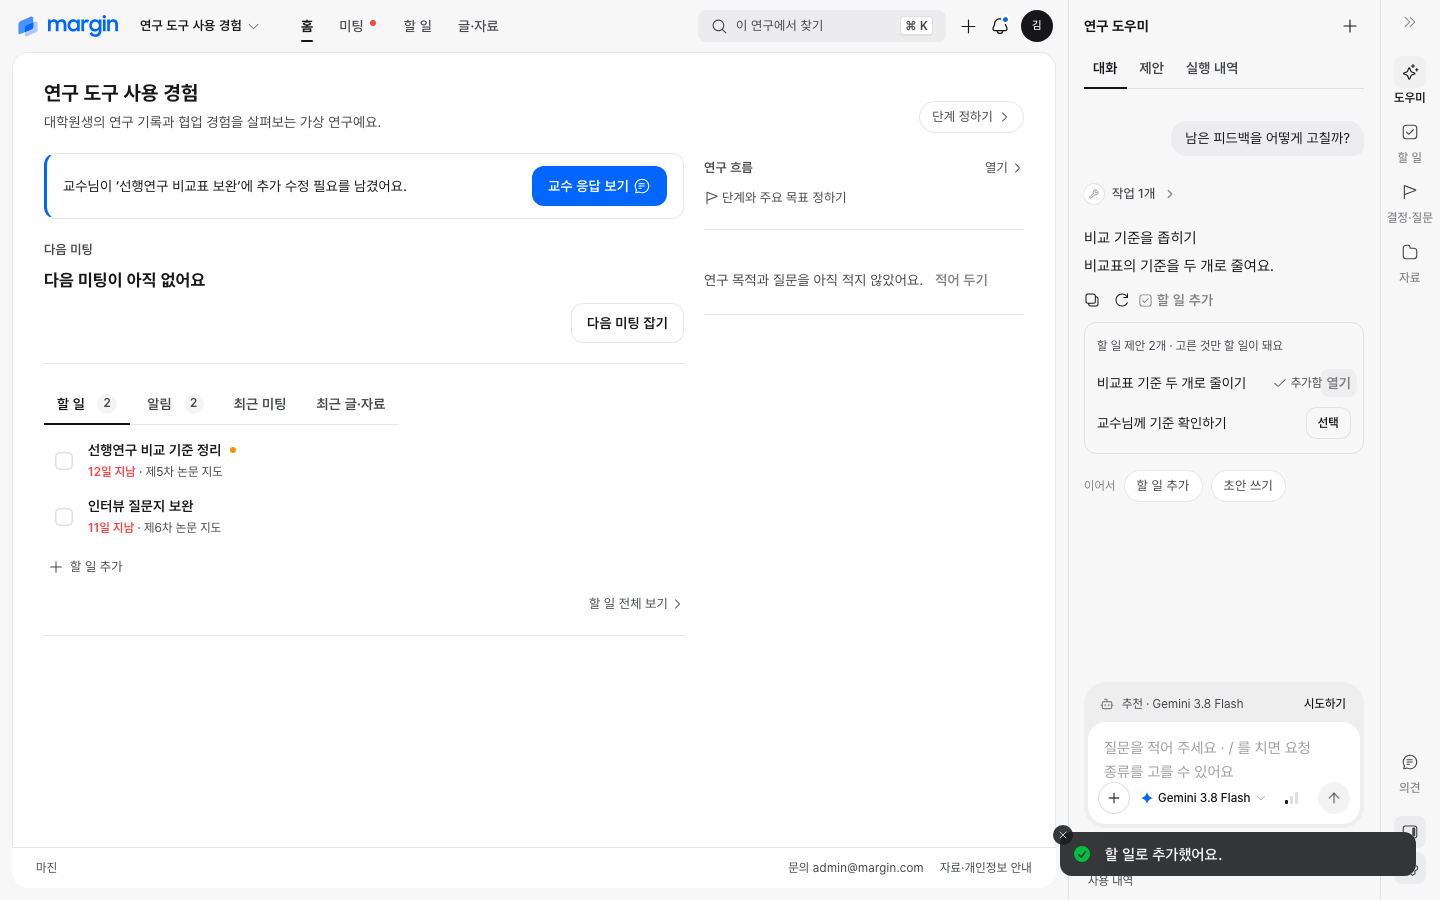 margin
연구 도구 사용 경험
홈
미팅
할 일
글·자료
이 연구에서 찾기
⌘ K
김
연구 도구 사용 경험
대학원생의 연구 기록과 협업 경험을 살펴보는 가상 연구예요.
단계 정하기
교수님이 ‘선행연구 비교표 보완’에 추가 수정 필요를 남겼어요.
교수 응답 보기
다음 미팅
다음 미팅이 아직 없어요
다음 미팅 잡기
할 일 2
알림 2
최근 미팅
최근 글·자료
선행연구 비교 기준 정리
12일 지남 · 제5차 논문 지도
인터뷰 질문지 보완
11일 지남 · 제6차 논문 지도
할 일 추가
할 일 전체 보기
연구 흐름
열기
단계와 주요 목표 정하기
연구 목적과 질문을 아직 적지 않았어요.
적어 두기
마진
문의 admin@margin.com
자료·개인정보 안내
연구 도우미
대화
제안
실행 내역
남은 피드백을 어떻게 고칠까?
작업 1개
비교 기준을 좁히기
비교표의 기준을 두 개로 줄여요.
할 일 추가
할 일 제안 2개 · 고른 것만 할 일이 돼요
비교표 기준 두 개로 줄이기
추가함
열기
교수님께 기준 확인하기
선택
이어서
할 일 추가
초안 쓰기
추천 · Gemini 3.8 Flash
시도하기
질문을 적어 주세요 · / 를 치면 요청
종류를 고를 수 있어요
Gemini 3.8 Flash
할 일로 추가했어요.
사용 내역
도우미
할 일
결정·질문
자료
의견